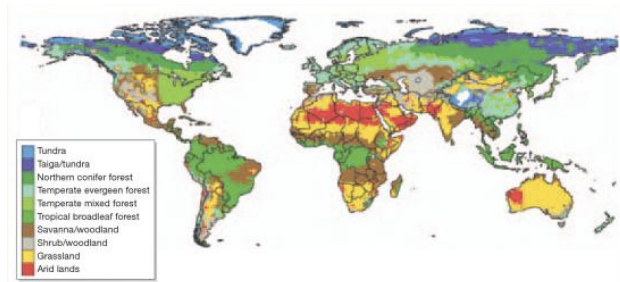 Tundra
Taiga/tundra
Northern conifer forest
Temperate evergeen forest
Temperate mixed forest
Tropical broadleaf forest
Savanna/woodland
Shrub/woodland
Grassland
Arid lands